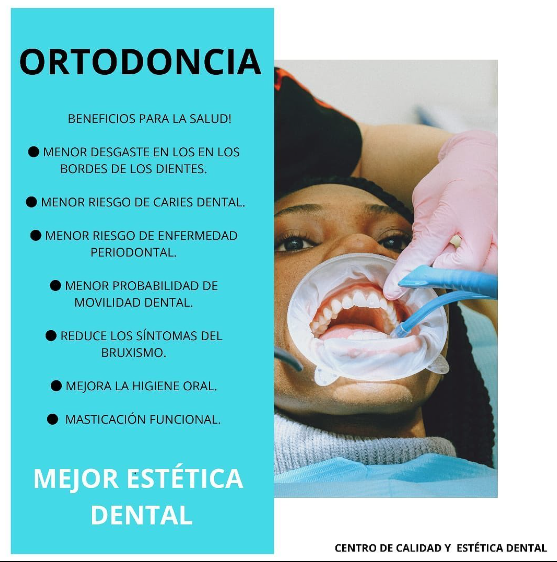 ORTODONCIA
BENEFICIOS PARA LA SALUD!
● MENOR DESGASTE EN LOS EN LOS
BORDES DE LOS DIENTES.
● MENOR RIESGO DE CARIES DENTAL.
● MENOR RIESGO DE ENFERMEDAD
PERIODONTAL.
● MENOR PROBABILIDAD DE
MOVILIDAD DENTAL.
● REDUCE LOS SÍNTOMAS DEL
BRUXISMO.
● MEJORA LA HIGIENE ORAL.
● MASTICACIÓN FUNCIONAL.
MEJOR ESTÉTICA
DENTAL
CENTRO DE CALIDAD Y ESTÉTICA DENTAL